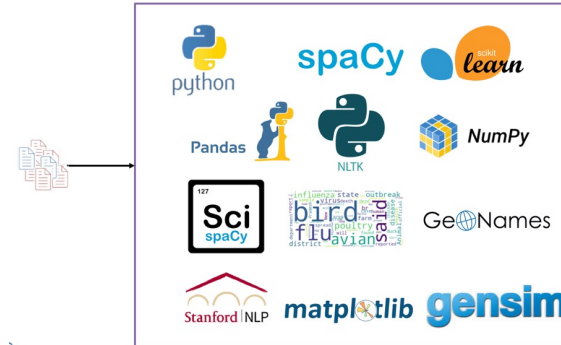 python
spaCy
scikit
learn
Pandas
NLTK
NumPy
127
Sci
spaCy
influenza state outbreak
virus
bird
flu
said
poultry
avian
district
disease
GeoNames
Stanford NLP
matplotlib
gensim